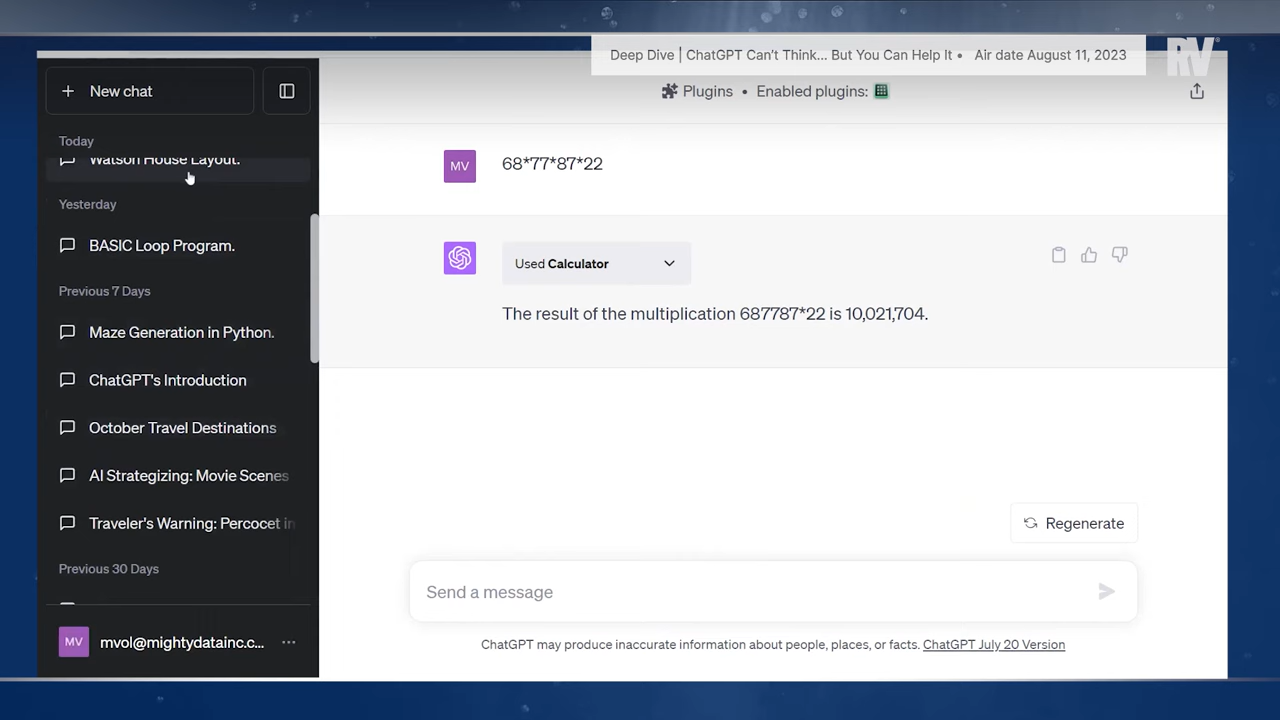 Deep Dive | ChatGPT Can't Think... But You Can Help It • Air date August 11, 2023
RV
New chat
Plugins • Enabled plugins:
Today
Watson House Layout.
Yesterday
BASIC Loop Program.
Previous 7 Days
Maze Generation in Python.
ChatGPT's Introduction
October Travel Destinations
AI Strategizing: Movie Scenes
Traveler's Warning: Percocet in
Previous 30 Days
MV
mvol@mightydatainc.c...
MV
68*77*87*22
Used Calculator
The result of the multiplication 687787*22 is 10,021,704.
Regenerate
Send a message
ChatGPT may produce inaccurate information about people, places, or facts. ChatGPT July 20 Version